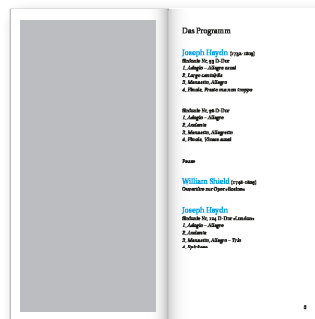 Das Programm
Joseph Haydn (1732–1809)
Sinfonie Nr. 93 D-Dur
1. Adagio – Allegro assai
2. Largo cantabile
3. Menuetto, Allegro
4. Finale, Presto ma non troppo
Sinfonie Nr. 96 D-Dur
1. Adagio – Allegro
2. Andante
3. Menuetto, Allegretto
4. Finale, Vivace assai
Pause
William Shield (1748–1829)
Ouvertüre zur Oper »Rosina«
Joseph Haydn
Sinfonie Nr. 104 D-Dur »London«
1. Adagio – Allegro
2. Andante
3. Menuetto, Allegro – Trio
4. Spiritoso